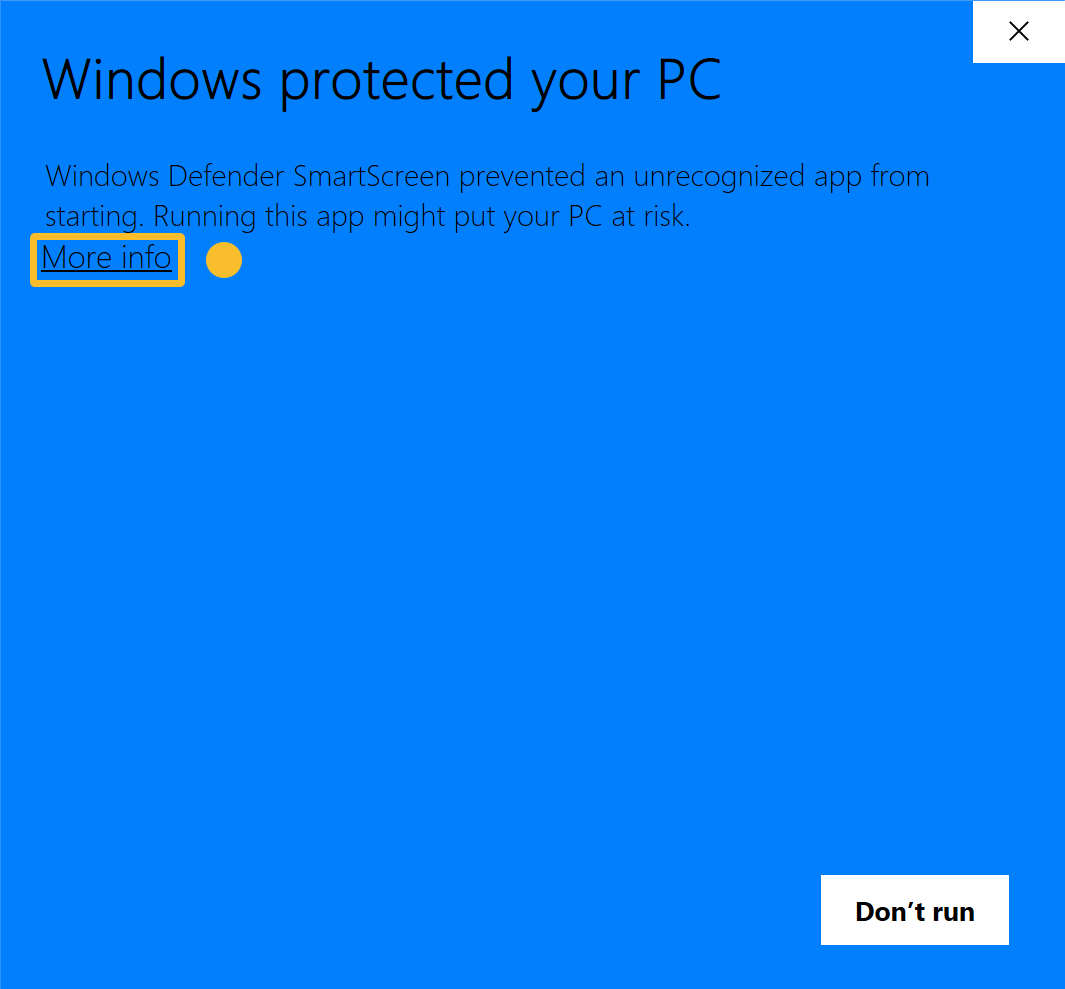 Windows protected your PC
Windows Defender SmartScreen prevented an unrecognized app from
starting. Running this app might put your PC at risk.
More info
Don’t run